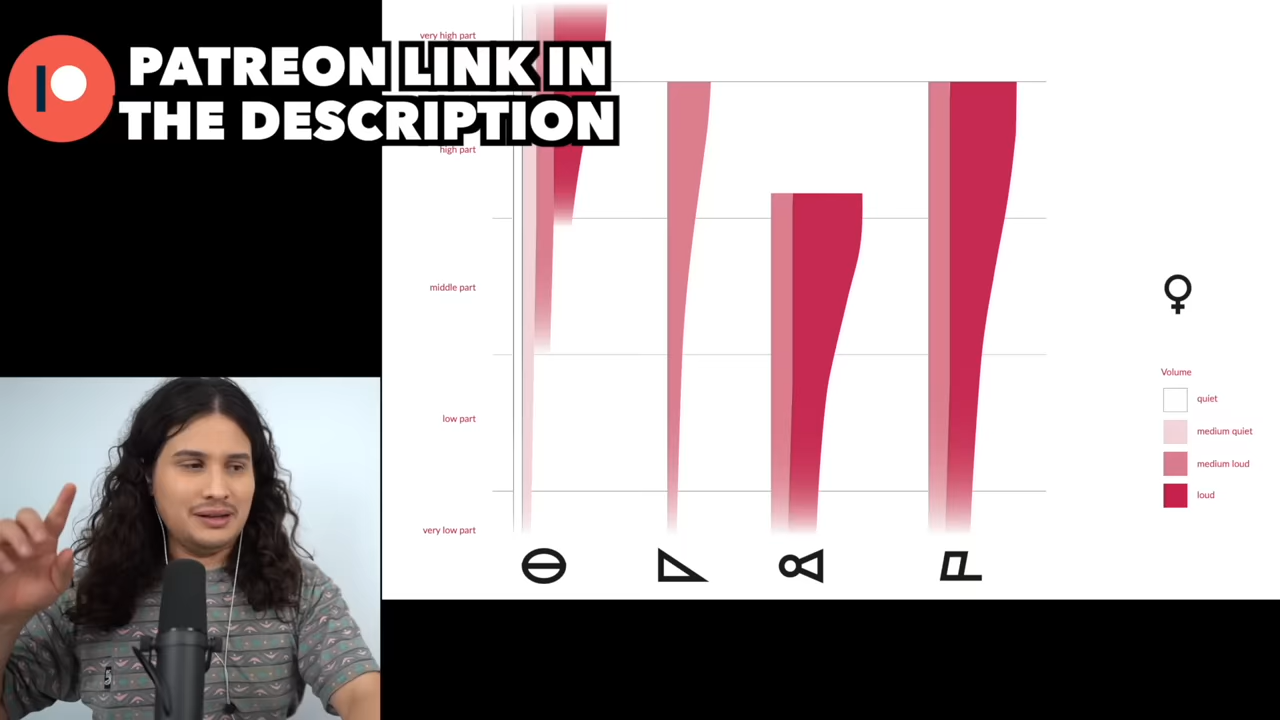 PATREON LINK IN
THE DESCRIPTION
very high part
high part
middle part
low part
very low part
Volume
quiet
medium quiet
medium loud
loud